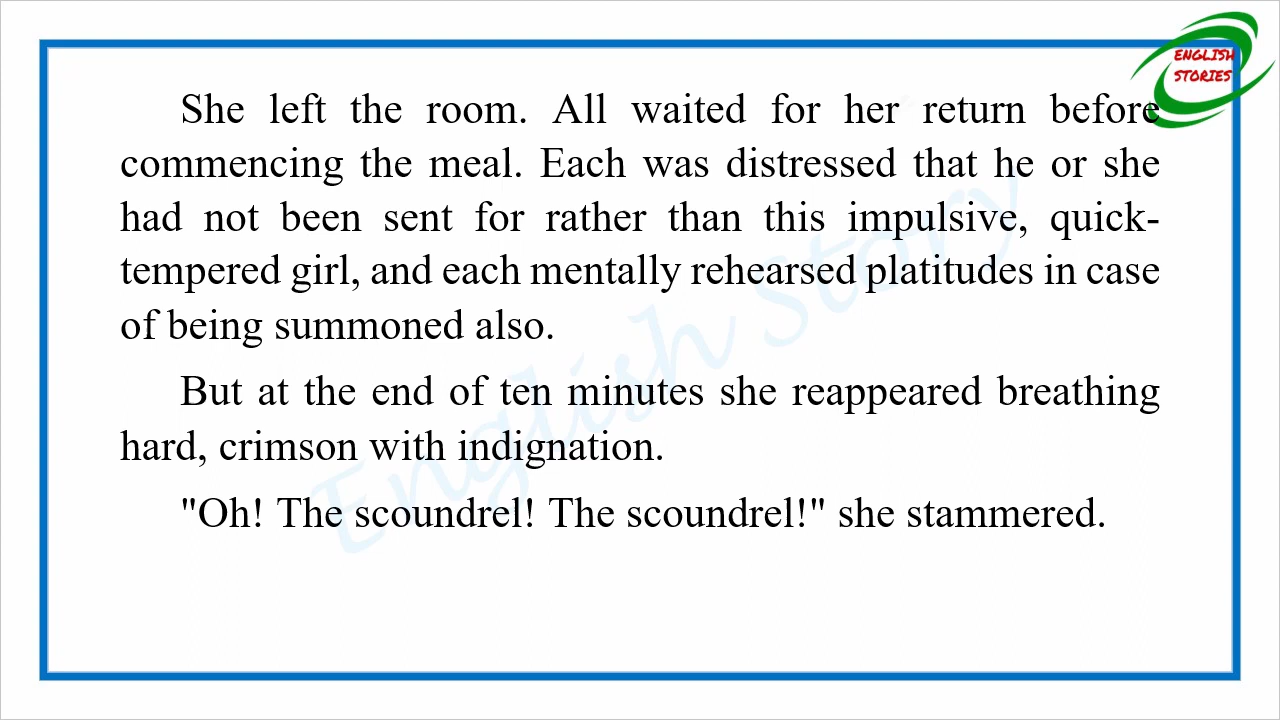 ENGLISH
STORIES
She left the room. All waited for her return before
commencing the meal. Each was distressed that he or she
had not been sent for rather than this impulsive, quick-
tempered girl, and each mentally rehearsed platitudes in case
of being summoned also.
But at the end of ten minutes she reappeared breathing
hard, crimson with indignation.
"Oh! The scoundrel! The scoundrel!" she stammered.
English Story